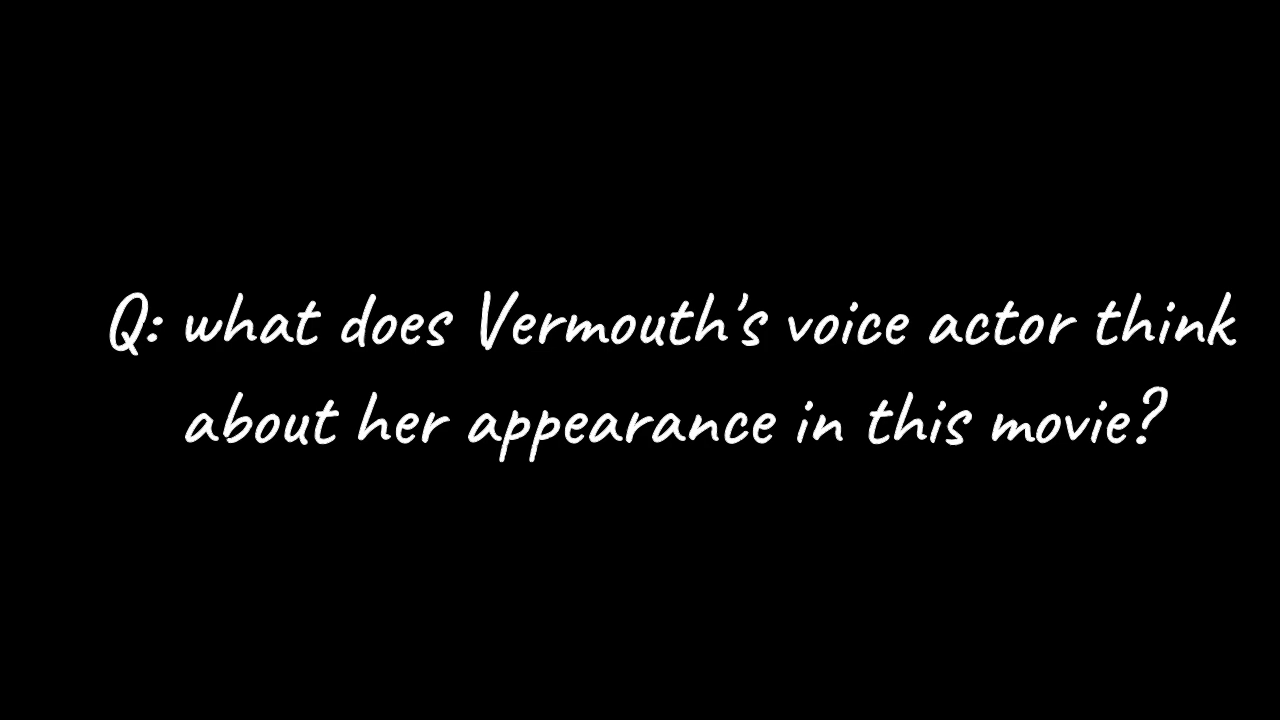 Q: what does Vermouth's voice actor think
about her appearance in this movie?